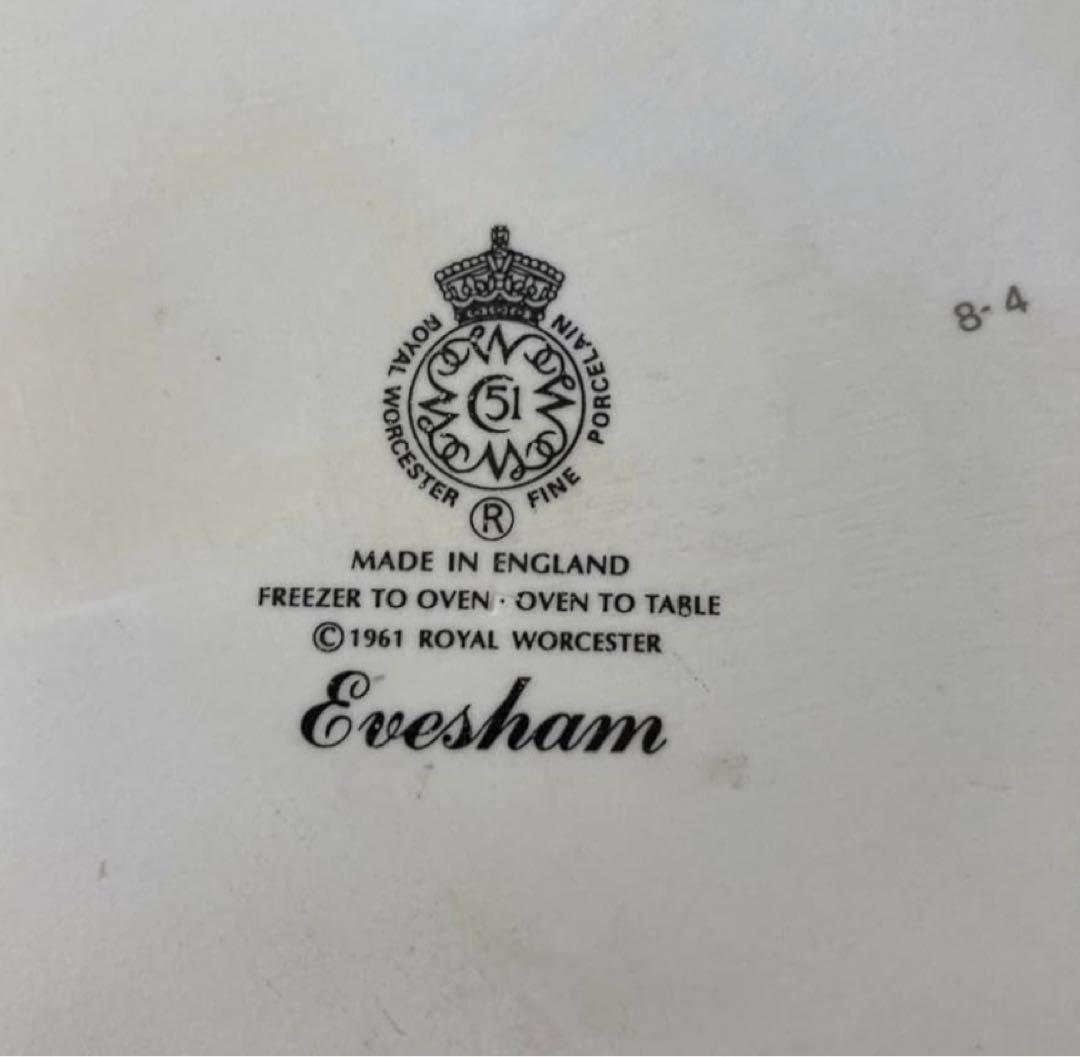 ROYAL WORCESTER FINE PORCELAIN
51
®
MADE IN ENGLAND
FREEZER TO OVEN · OVEN TO TABLE
© 1961 ROYAL WORCESTER
Evesham
8-4